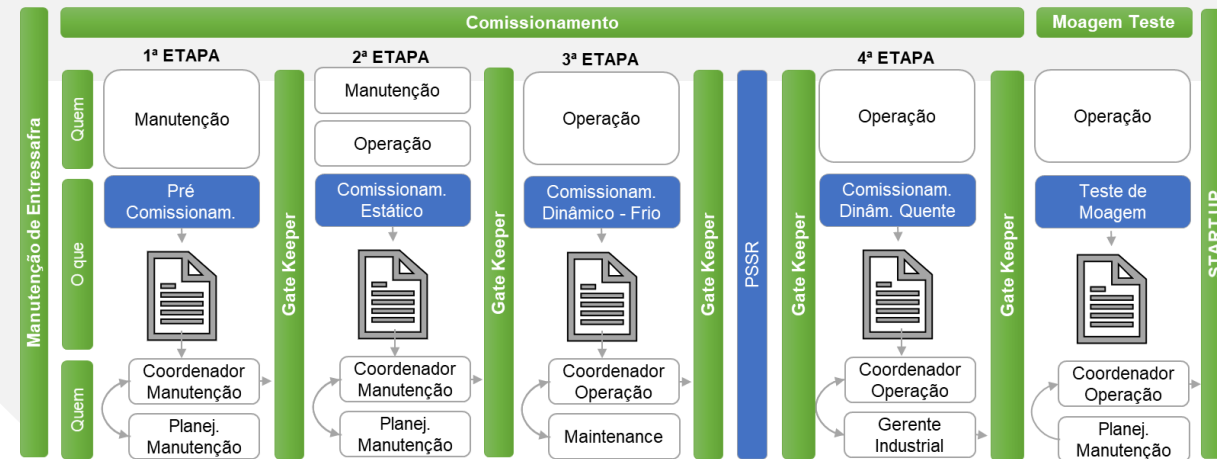 Comissionamento
Moagem Teste
Manutenção de Entressafra
Quem
O que
Quem
1ª ETAPA
Manutenção
Pré
Comissionam.
Coordenador
Manutenção
Planej.
Manutenção
Gate Keeper
2ª ETAPA
Manutenção
Operação
Comissionam.
Estático
Coordenador
Manutenção
Planej.
Manutenção
Gate Keeper
3ª ETAPA
Operação
Comissionam.
Dinâmico - Frio
Coordenador
Operação
Maintenance
Gate Keeper
PSSR
Gate Keeper
4ª ETAPA
Operação
Comissionam.
Dinâm. Quente
Coordenador
Operação
Gerente
Industrial
Gate Keeper
Operação
Teste de
Moagem
Coordenador
Operação
Planej.
Manutenção
START UP